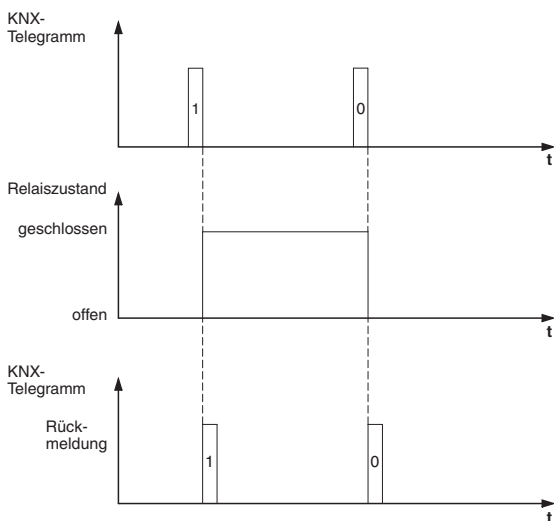 KNX-
Telegramm
1
0
t
Relaiszustand
geschlossen
offen
t
KNX-
Telegramm
Rück-
meldung
1
0
t